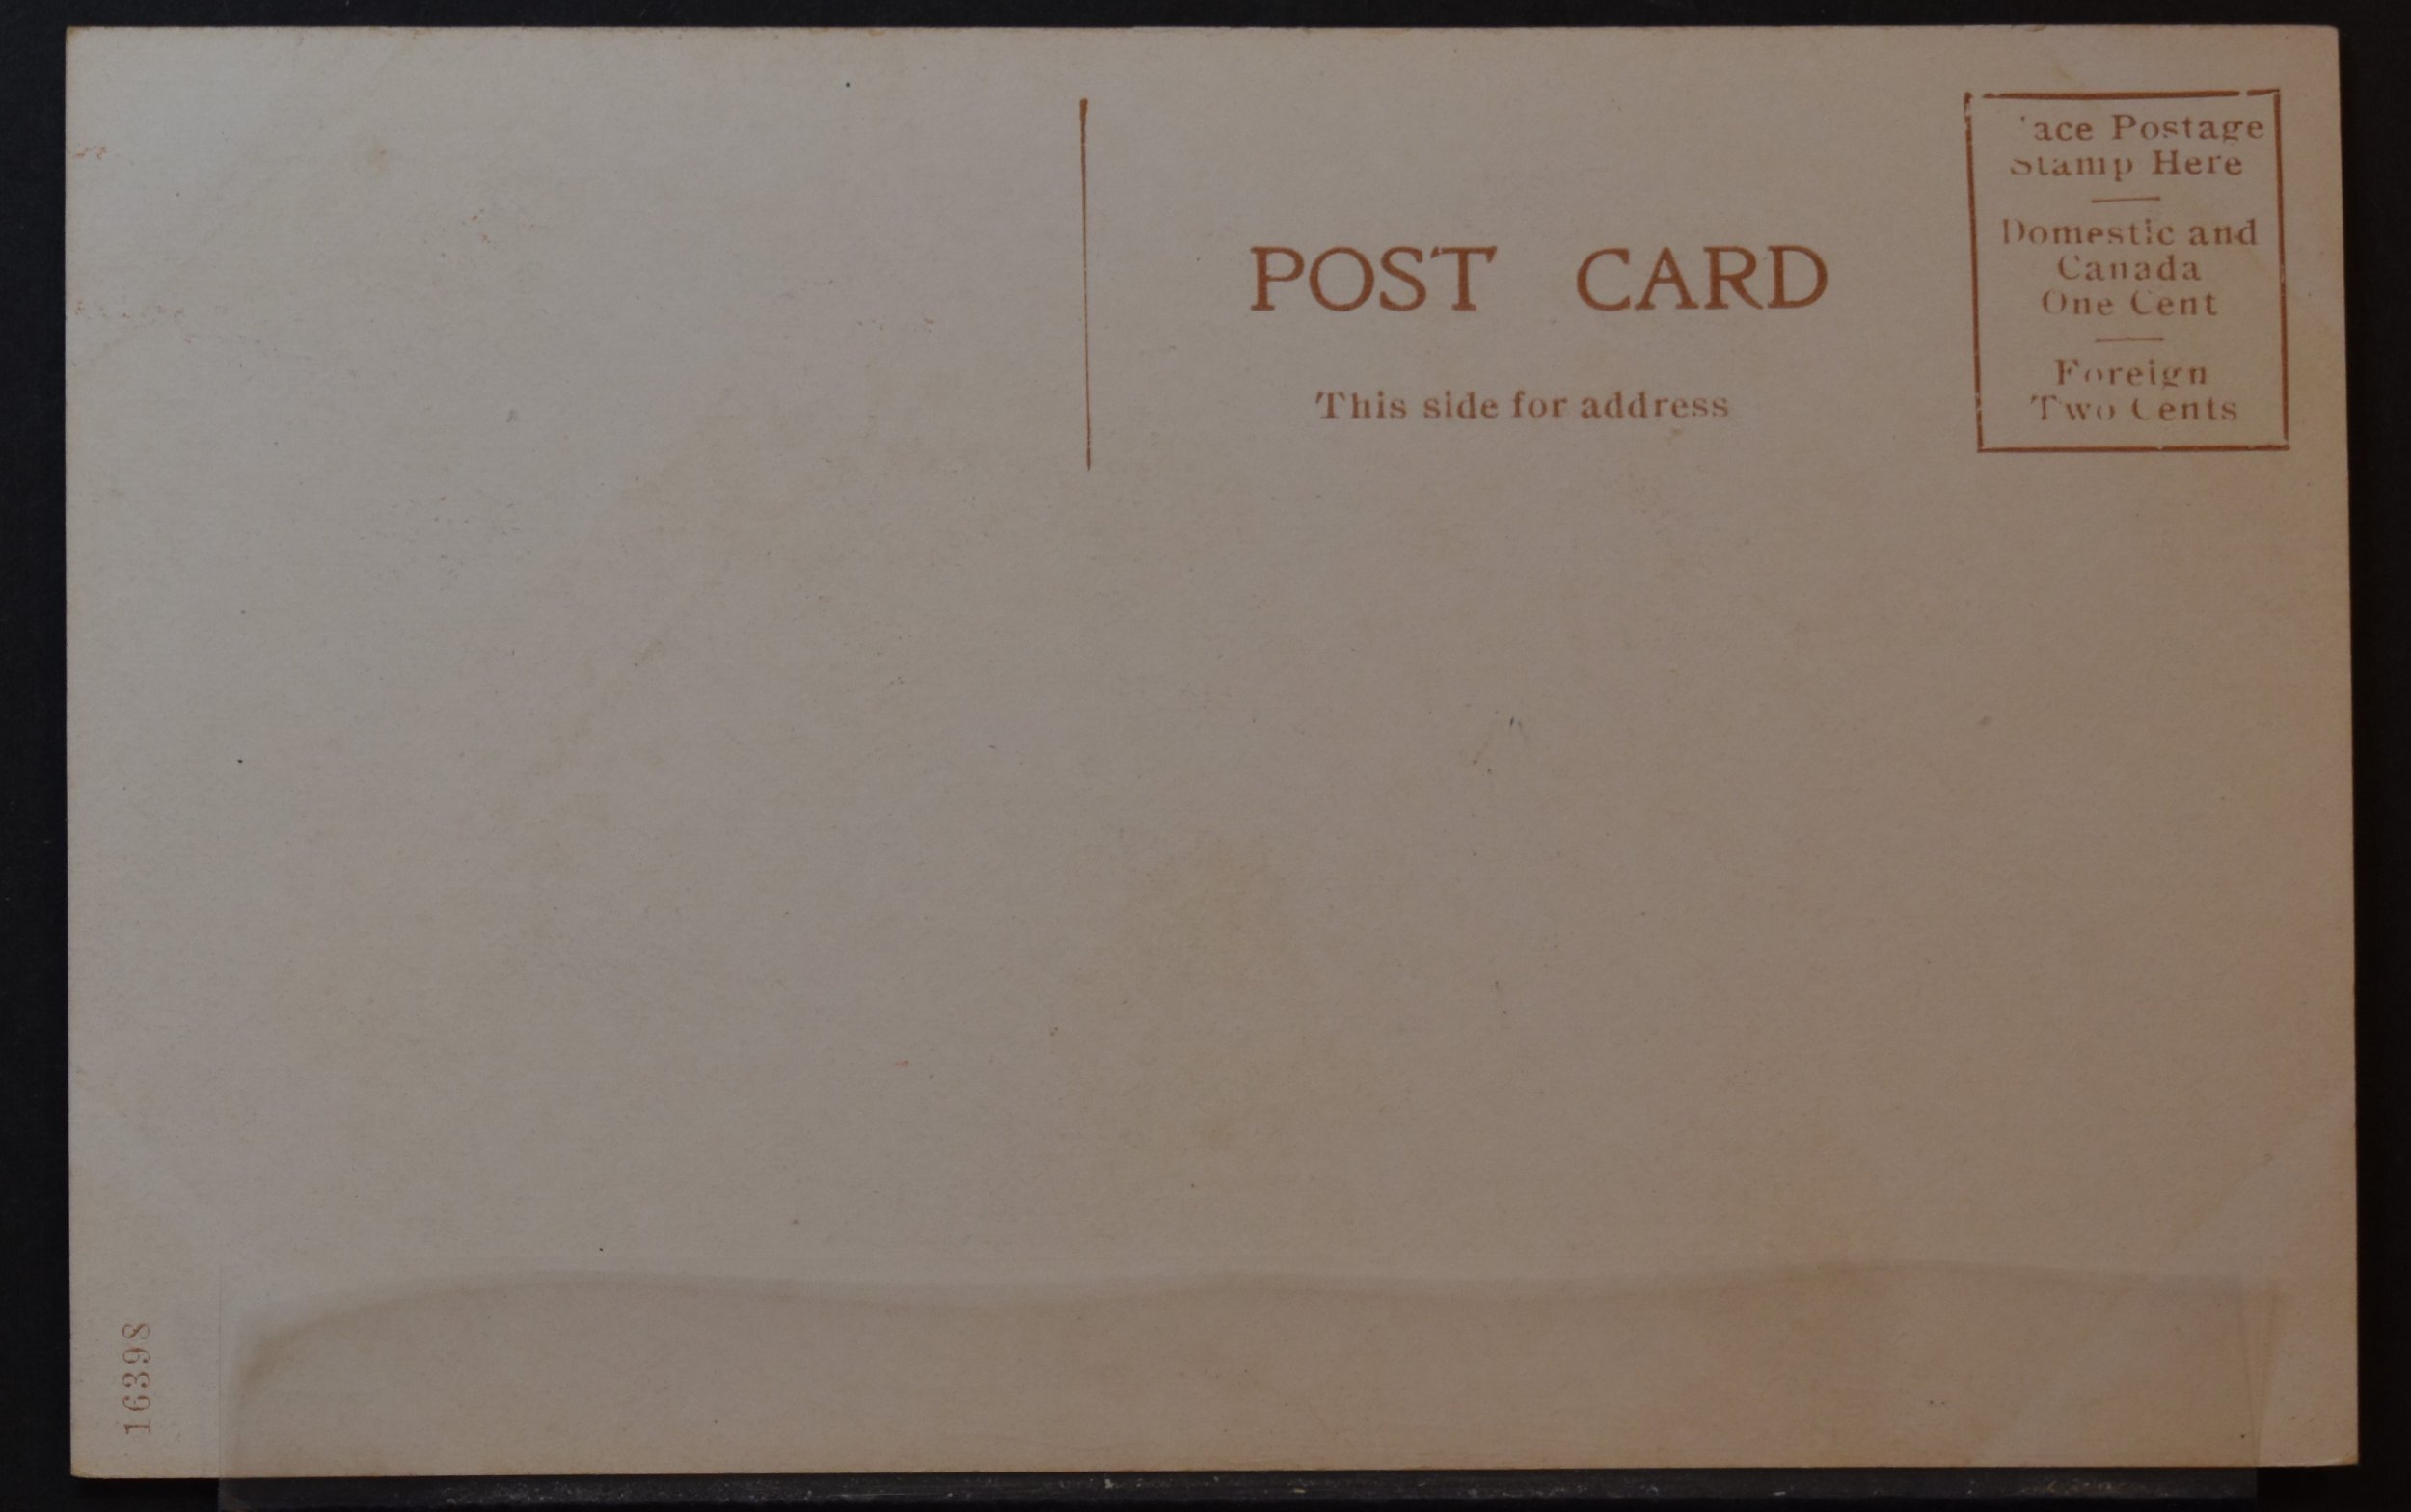 'ace Postage
Stamp Here
Domestic and
Canada
One Cent
Foreign
Two Cents
POST CARD
This side for address
16398